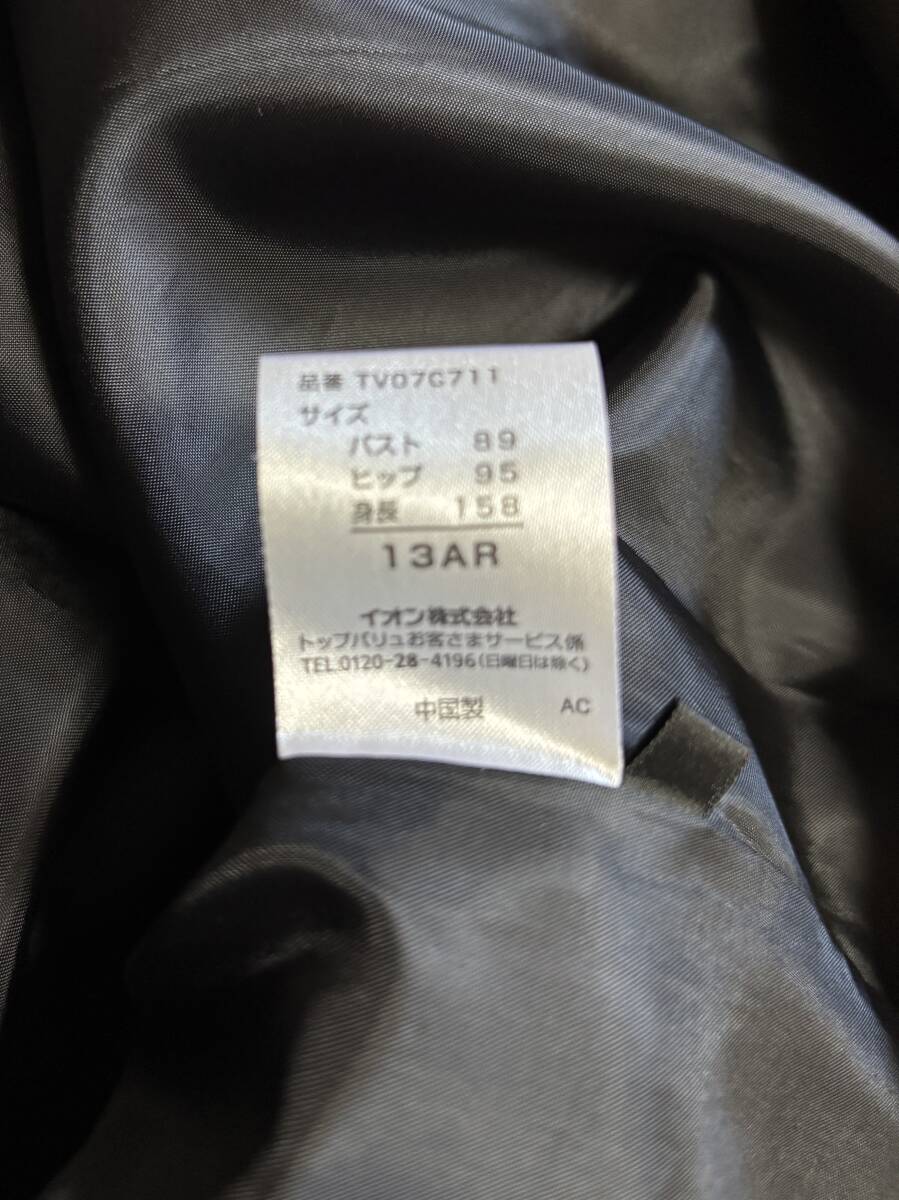 品番 TV07C711
サイズ
バスト 89
ヒップ 95
身長 158
13AR
イオン株式会社
トップバリュお客さまサービス係
TEL.0120-28-4196(日曜日は除く)
中国製 AC